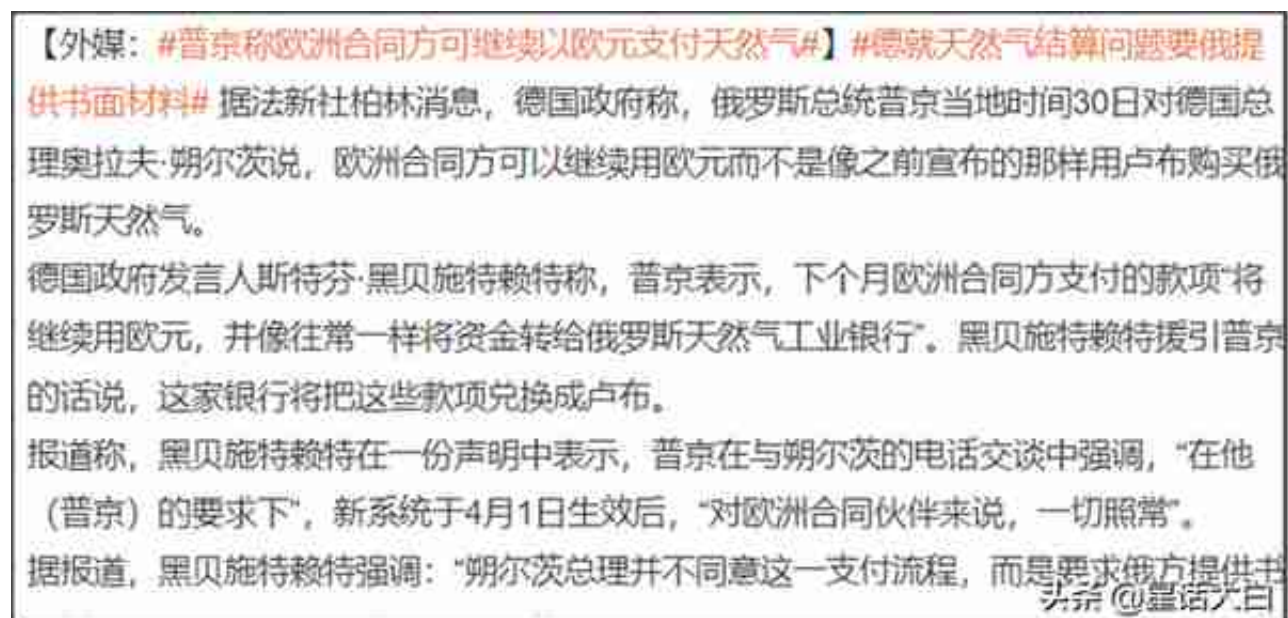 【外媒：#普京称欧洲合同方可继续以欧元支付天然气#】#德就天然气结算问题要俄提
供书面材料# 据法新社柏林消息，德国政府称，俄罗斯总统普京当地时间30日对德国总
理奥拉夫·朔尔茨说，欧洲合同方可以继续用欧元而不是像之前宣布的那样用卢布购买俄
罗斯天然气。
德国政府发言人斯特芬·黑贝施特赖特称，普京表示，下个月欧洲合同方支付的款项“将
继续用欧元，并像往常一样将资金转给俄罗斯天然气工业银行”。黑贝施特赖特援引普京
的话说，这家银行将把这些款项兑换成卢布。
报道称，黑贝施特赖特在一份声明中表示，普京在与朔尔茨的电话交谈中强调，“在他
（普京）的要求下”，新系统于4月1日生效后，“对欧洲合同伙伴来说，一切照常”。
据报道，黑贝施特赖特强调：“朔尔茨总理并不同意这一支付流程，而是要求俄方提供书
头条 @星话大白